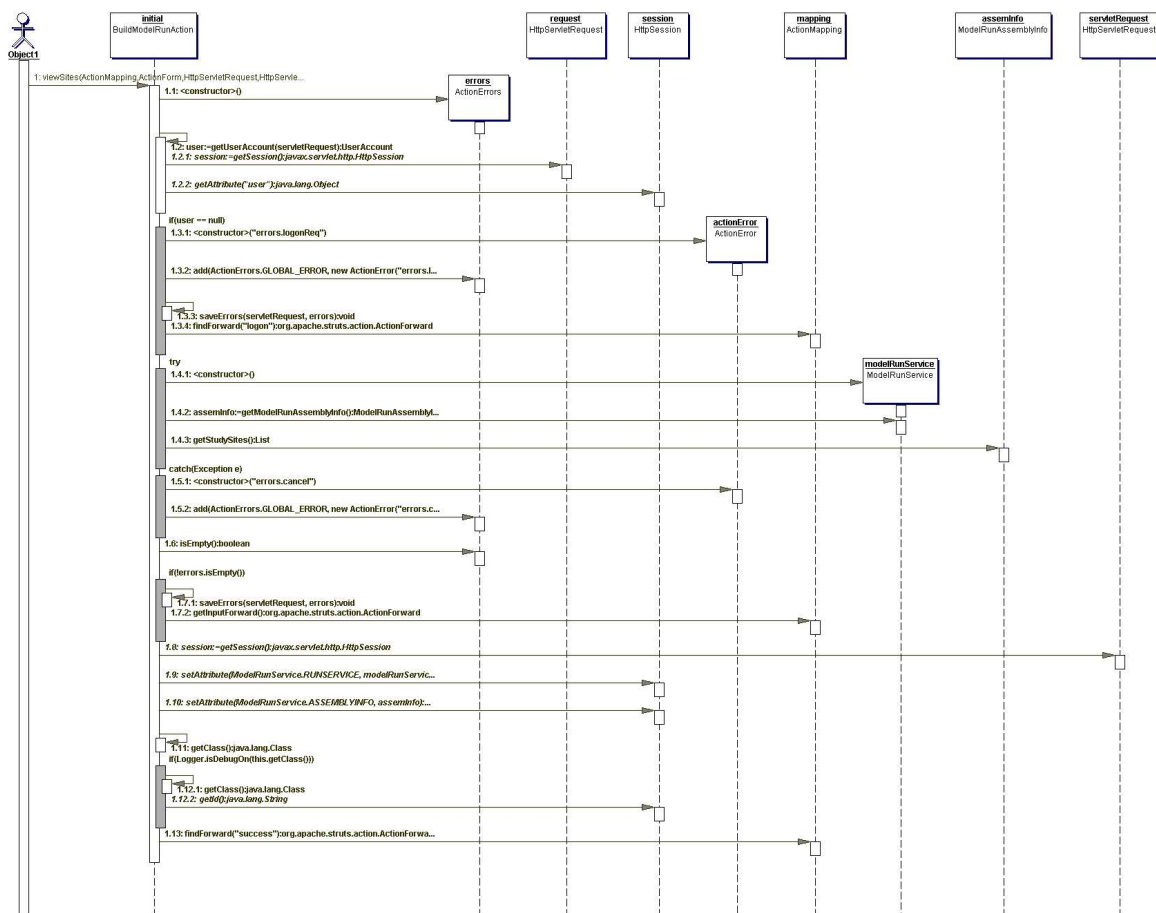 initial
BuildModelRunAction
request
HttpServletRequest
session
HttpSession
mapping
ActionMapping
assemInfo
ModelRunAssemblyInfo
servletRequest
HttpServletRequest
Object1
1: viewSites(ActionMapping,ActionForm,HttpServletRequest,HttpServle...
errors
ActionErrors
1.1: <constructor>()
1.2: user:=getUserAccount(servletRequest):UserAccount
1.2.1: session:=getSession():javax.servlet.http.HttpSession
1.2.2: getAttribute("user"):java.lang.Object
if(user == null)
actionError
ActionError
1.3.1: <constructor>("errors.logonReq")
1.3.2: add(ActionErrors.GLOBAL_ERROR, new ActionError("errors.l...
1.3.3: saveErrors(servletRequest, errors):void
1.3.4: findForward("logon"):org.apache.struts.action.ActionForward
try
modelRunService
ModelRunService
1.4.1: <constructor>()
1.4.2: assemInfo:=getModelRunAssemblyInfo():ModelRunAssemblyI...
1.4.3: getStudySites():List
catch(Exception e)
1.5.1: <constructor>("errors.cancel")
1.5.2: add(ActionErrors.GLOBAL_ERROR, new ActionError("errors.c...
1.6: isEmpty():boolean
if(!errors.isEmpty())
1.7.1: saveErrors(servletRequest, errors):void
1.7.2: getInputForward():org.apache.struts.action.ActionForward
1.8: session:=getSession():javax.servlet.http.HttpSession
1.9: setAttribute(ModelRunService.RUNSERVICE, modelRunServic...
1.10: setAttribute(ModelRunService.ASSEMBLYINFO, assemInfo):...
1.11: getClass():java.lang.Class
if(Logger.isDebugOn(this.getClass()))
1.12.1: getClass():java.lang.Class
1.12.2: getId():java.lang.String
1.13: findForward("success"):org.apache.struts.action.ActionForwa...